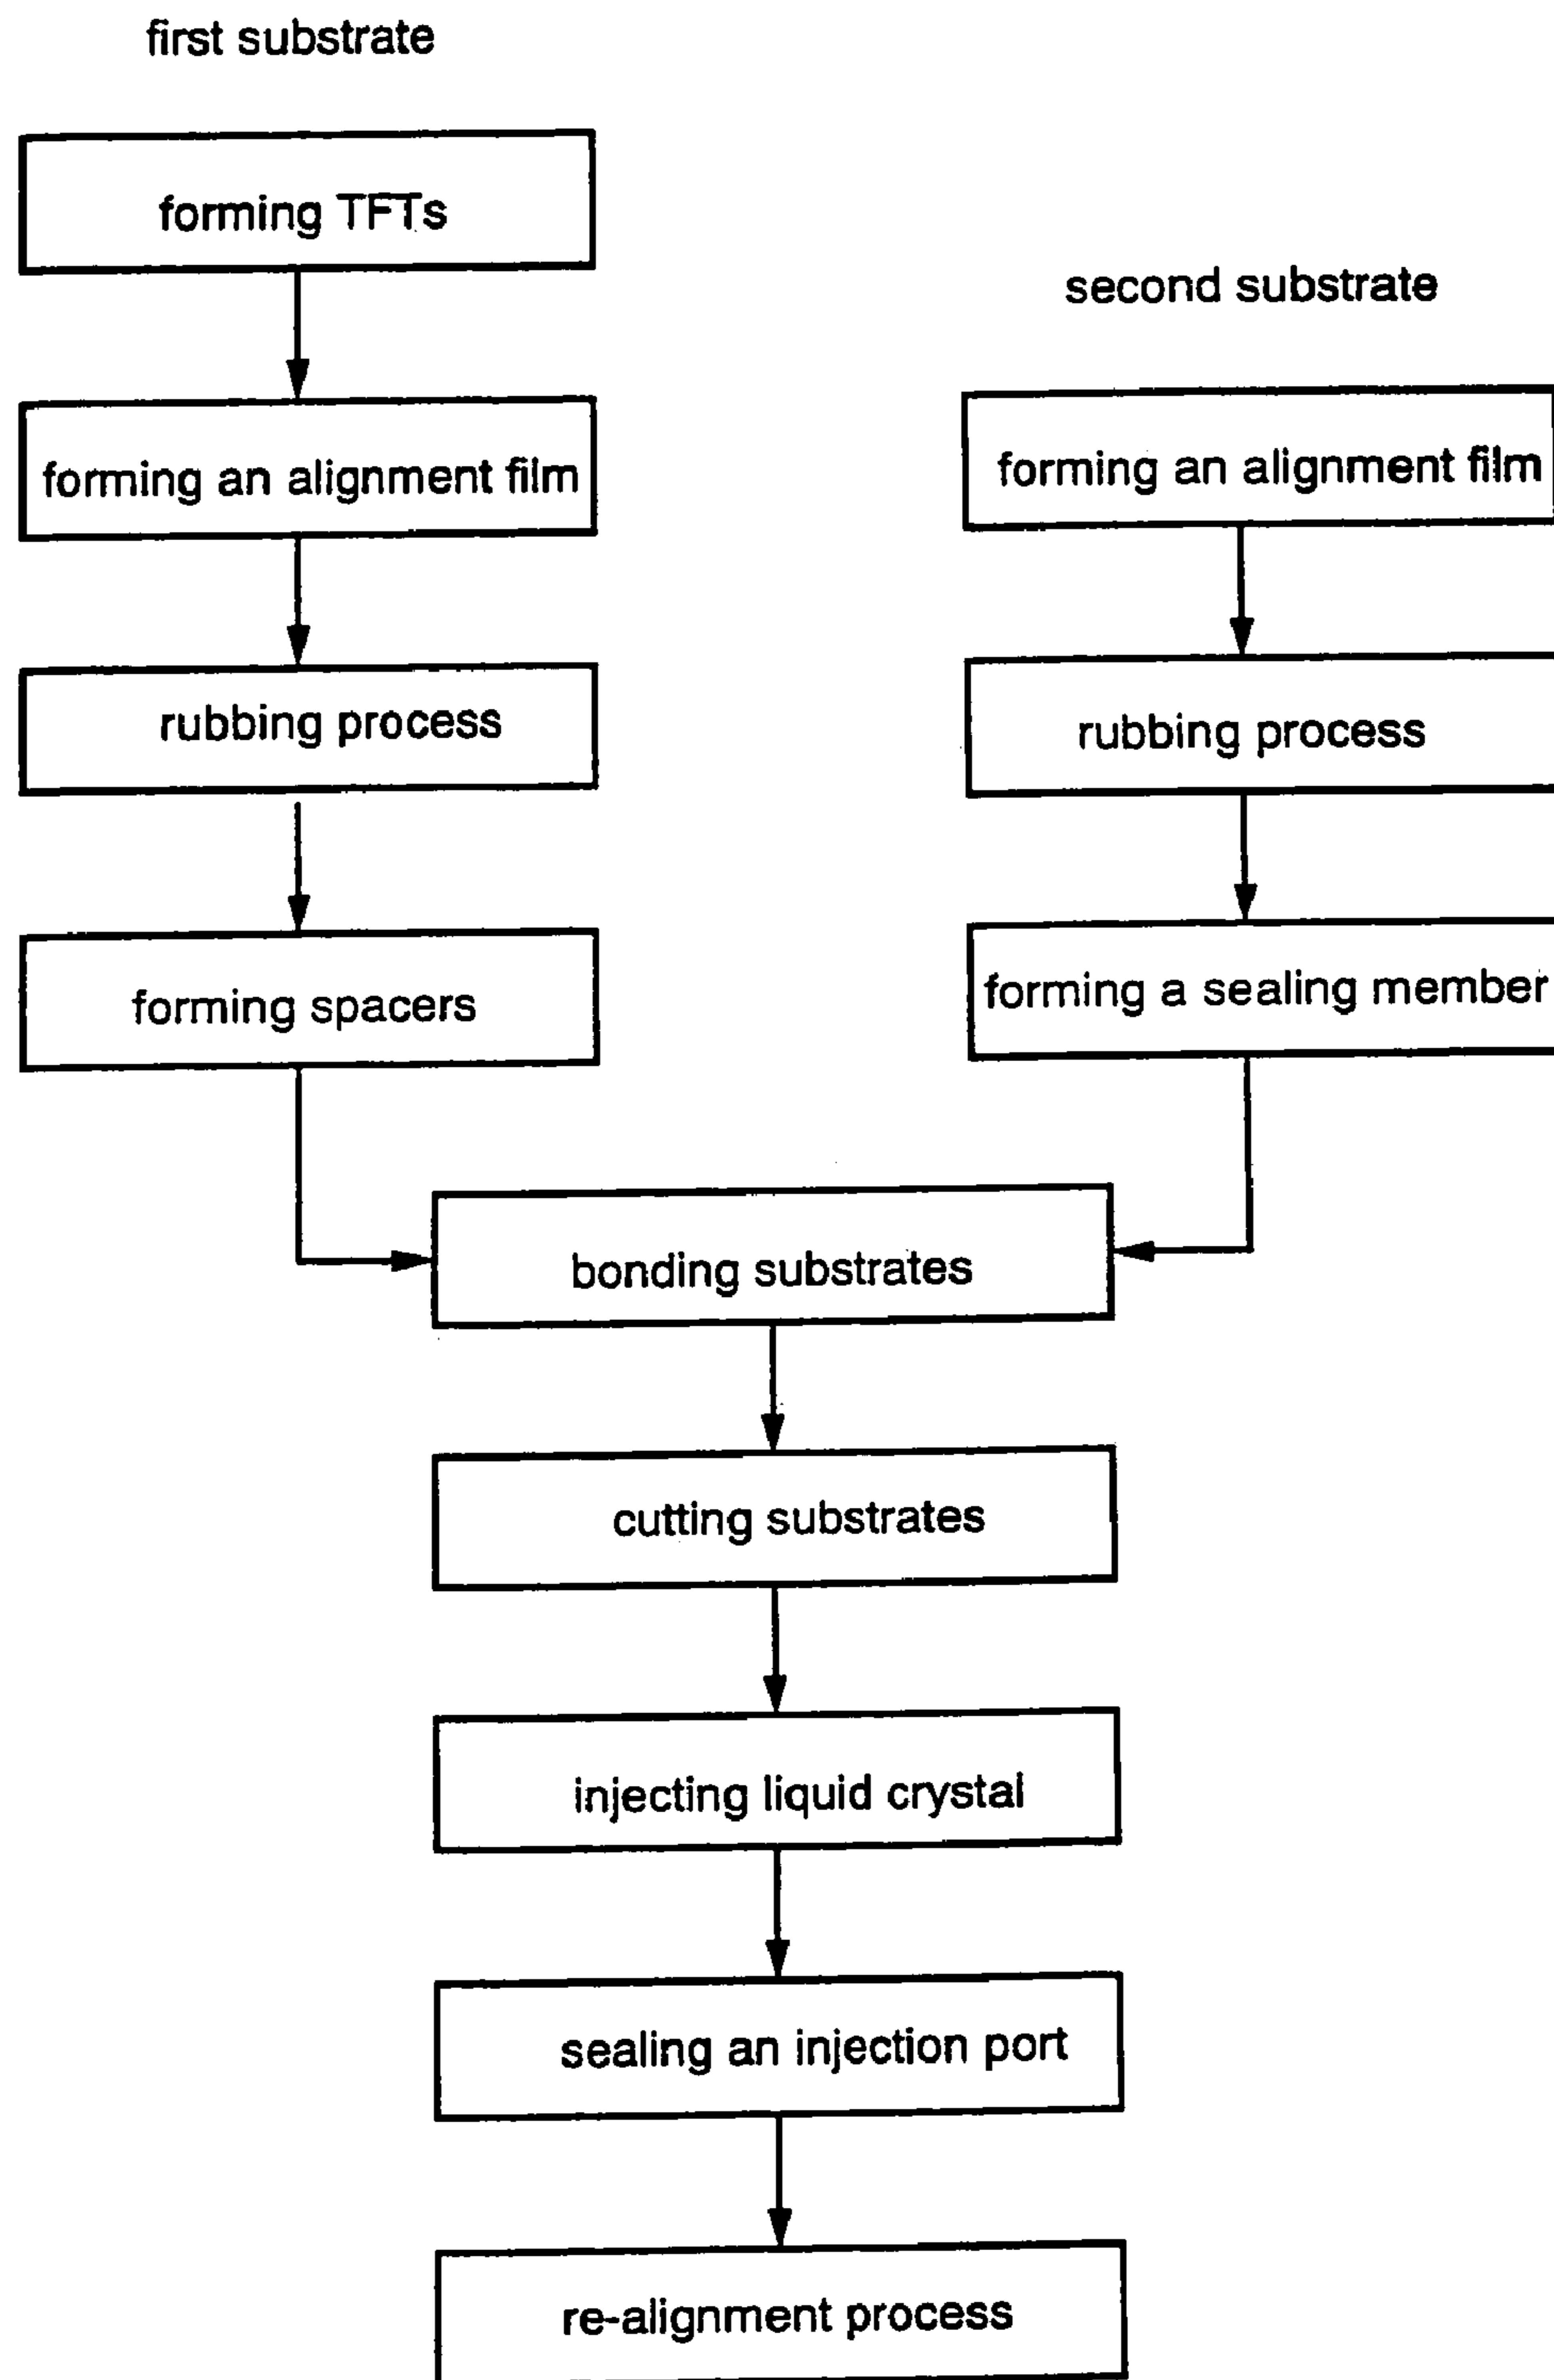 first substrate
forming TFTs
forming an alignment film
rubbing process
forming spacers
second substrate
forming an alignment film
rubbing process
forming a sealing member
bonding substrates
cutting substrates
injecting liquid crystal
sealing an injection port
re-alignment process